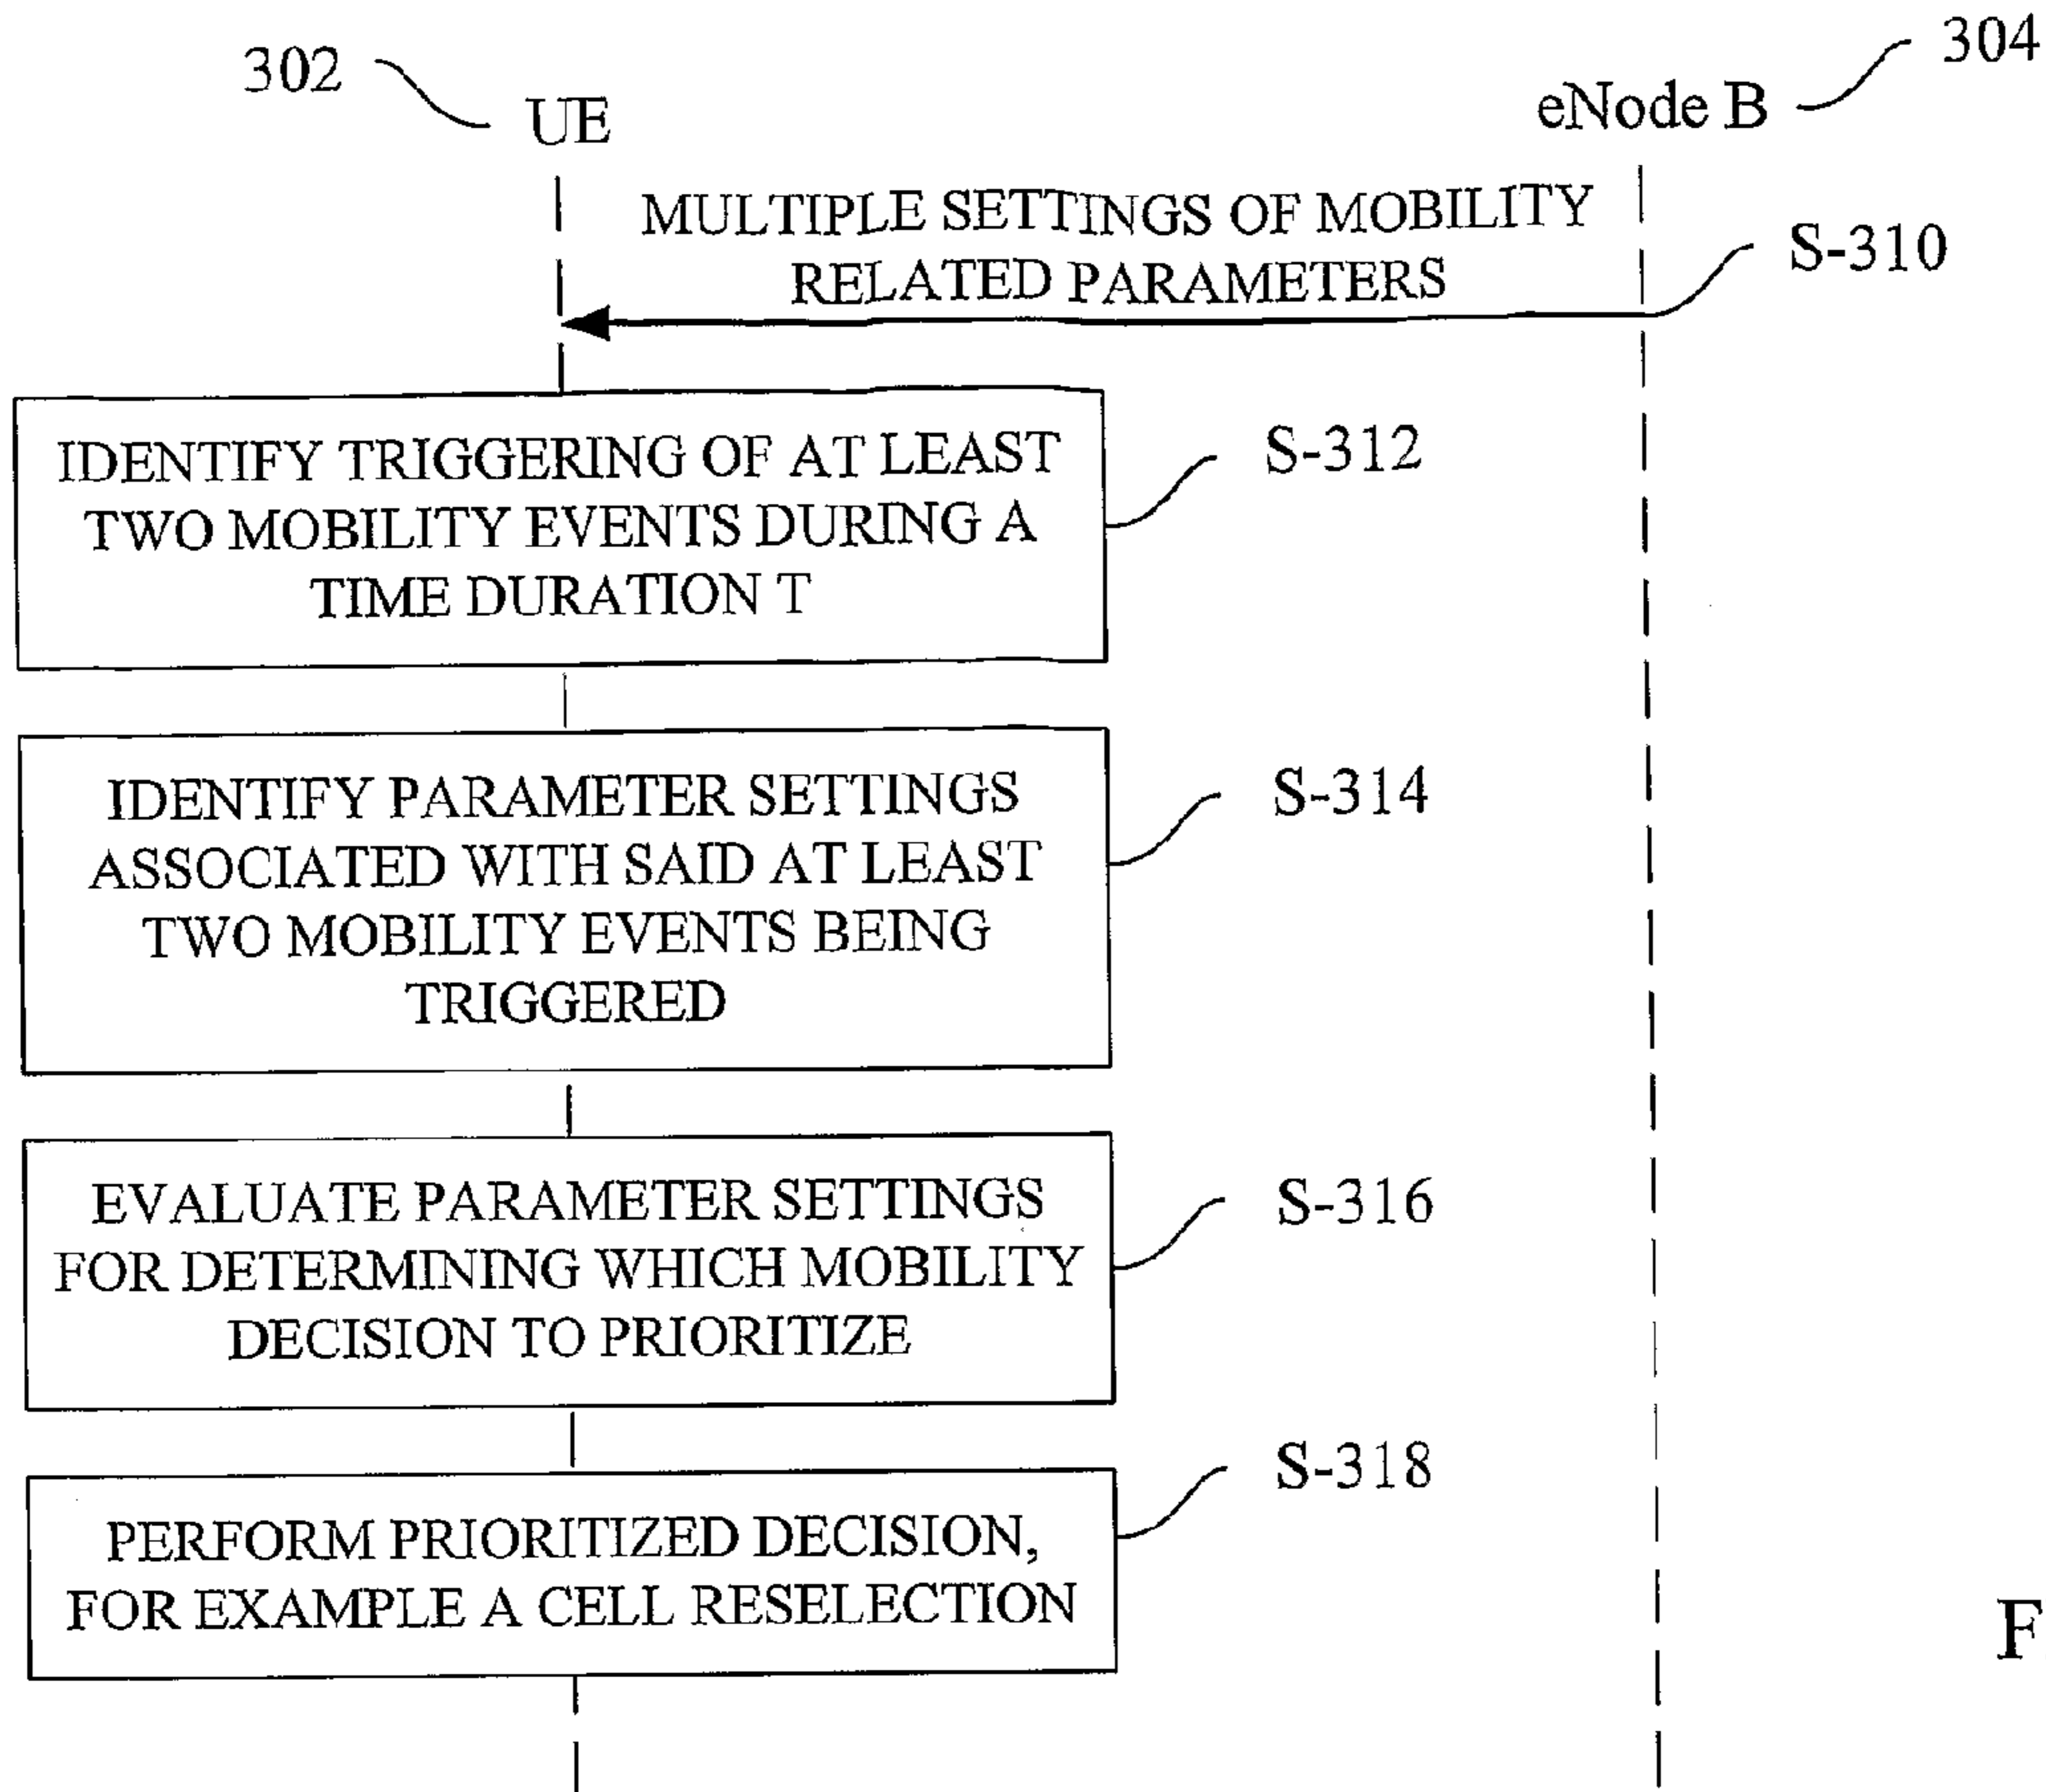 302
304
UE
eNode B
MULTIPLE SETTINGS OF MOBILITY
RELATED PARAMETERS
S-310
IDENTIFY TRIGGERING OF AT LEAST
TWO MOBILITY EVENTS DURING A
TIME DURATION T
S-312
IDENTIFY PARAMETER SETTINGS
ASSOCIATED WITH SAID AT LEAST
TWO MOBILITY EVENTS BEING
TRIGGERED
S-314
EVALUATE PARAMETER SETTINGS
FOR DETERMINING WHICH MOBILITY
DECISION TO PRIORITIZE
S-316
PERFORM PRIORITIZED DECISION,
FOR EXAMPLE A CELL RESELECTION
S-318
F